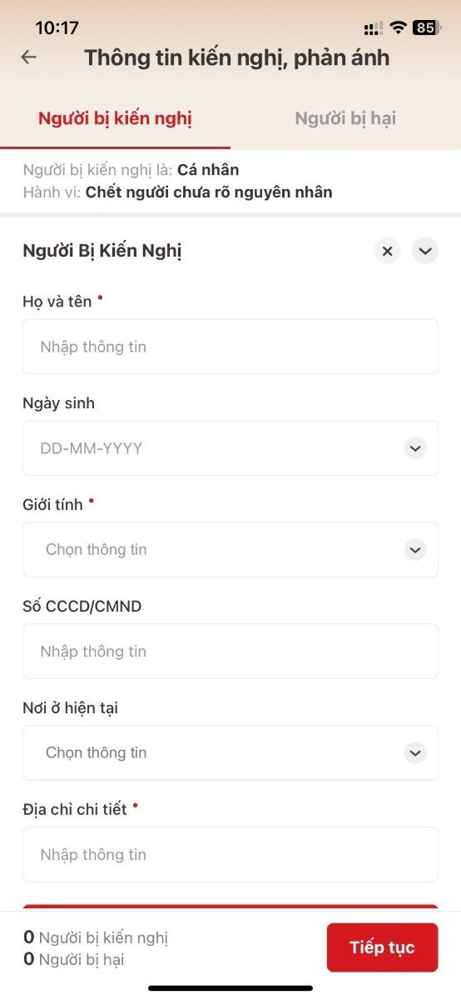 10:17
85
Thông tin kiến nghị, phản ánh
Người bị kiến nghị
Người bị hại
Người bị kiến nghị là: Cá nhân
Hành vi: Chết người chưa rõ nguyên nhân
Người Bị Kiến Nghị
Họ và tên
Nhập thông tin
Ngày sinh
DD-MM-YYYY
Giới tính
Chọn thông tin
Số CCCD/CMND
Nhập thông tin
Nơi ở hiện tại
Chọn thông tin
Địa chỉ chi tiết
Nhập thông tin
0 Người bị kiến nghị
0 Người bị hại
Tiếp tục